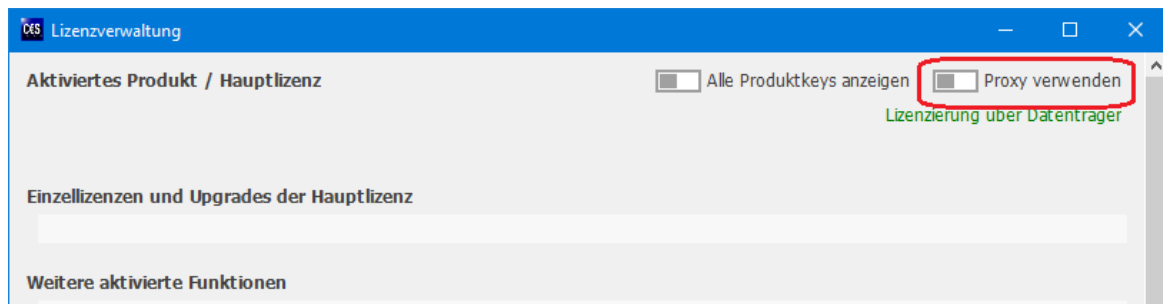 CES Lizenzverwaltung
Aktiviertes Produkt / Hauptlizenz Alle Produktkeys anzeigen Proxy verwenden
Lizenzierung über Datenträger
Einzellizenzen und Upgrades der Hauptlizenz
Weitere aktivierte Funktionen